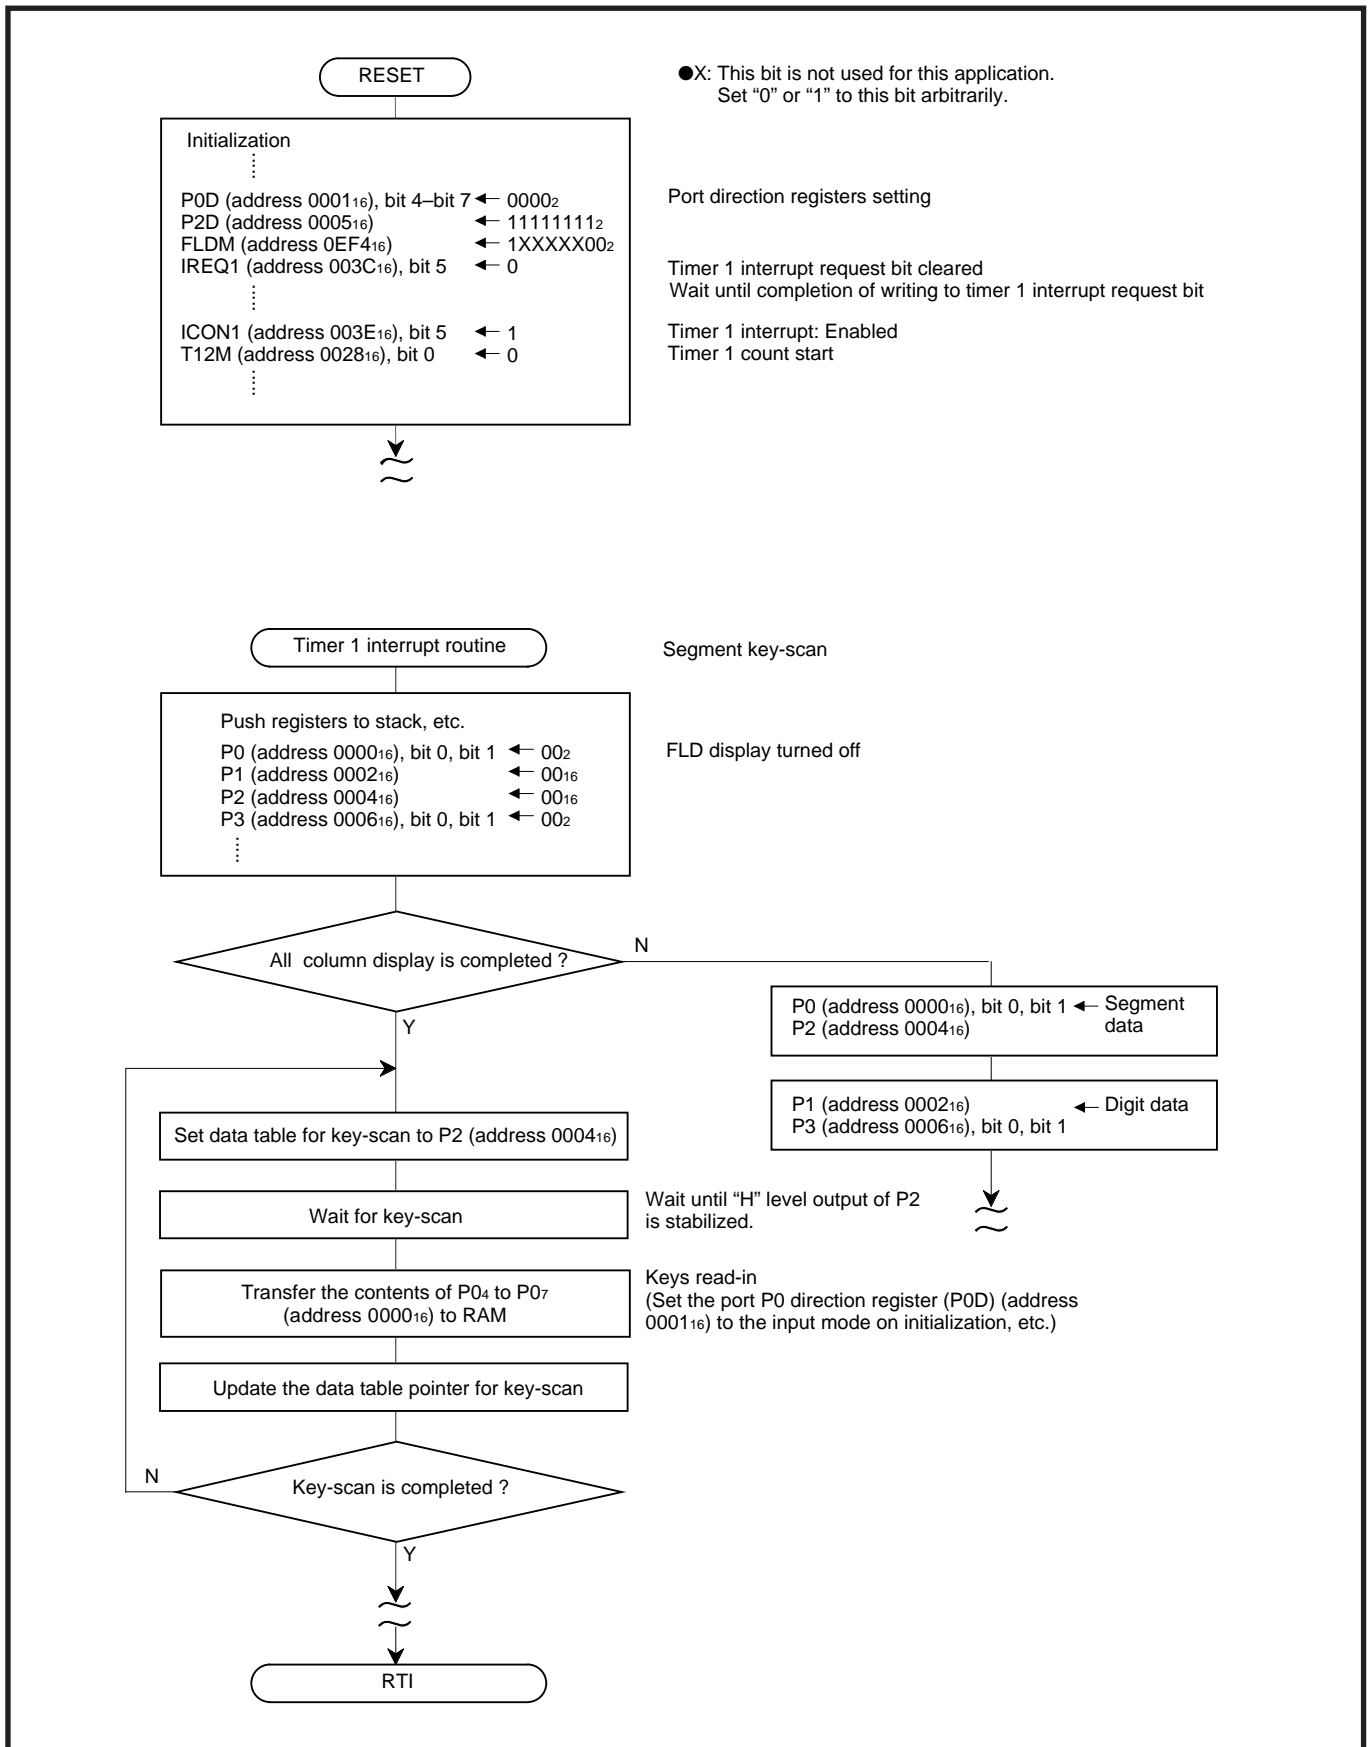 RESET
●X: This bit is not used for this application.
Set “0” or “1” to this bit arbitrarily.
Initialization
P0D (address 000116), bit 4–bit 7 ← 00002
Port direction registers setting
P2D (address 000516) ← 111111112
FLDM (address 0EF416) ← 1XXXXX002
IREQ1 (address 003C16), bit 5 ← 0
Timer 1 interrupt request bit cleared
Wait until completion of writing to timer 1 interrupt request bit
ICON1 (address 003E16), bit 5 ← 1
Timer 1 interrupt: Enabled
T12M (address 002816), bit 0 ← 0
Timer 1 count start
Timer 1 interrupt routine
Segment key-scan
Push registers to stack, etc.
P0 (address 000016), bit 0, bit 1 ← 002
FLD display turned off
P1 (address 000216) ← 0016
P2 (address 000416) ← 0016
P3 (address 000616), bit 0, bit 1 ← 002
All column display is completed ?
N
Y
P0 (address 000016), bit 0, bit 1 ← Segment
P2 (address 000416) data
P1 (address 000216) ← Digit data
P3 (address 000616), bit 0, bit 1
Set data table for key-scan to P2 (address 000416)
Wait for key-scan
Wait until “H” level output of P2
is stabilized.
Transfer the contents of P04 to P07
(address 000016) to RAM
Keys read-in
(Set the port P0 direction register (P0D) (address
000116) to the input mode on initialization, etc.)
Update the data table pointer for key-scan
Key-scan is completed ?
N
Y
RTI